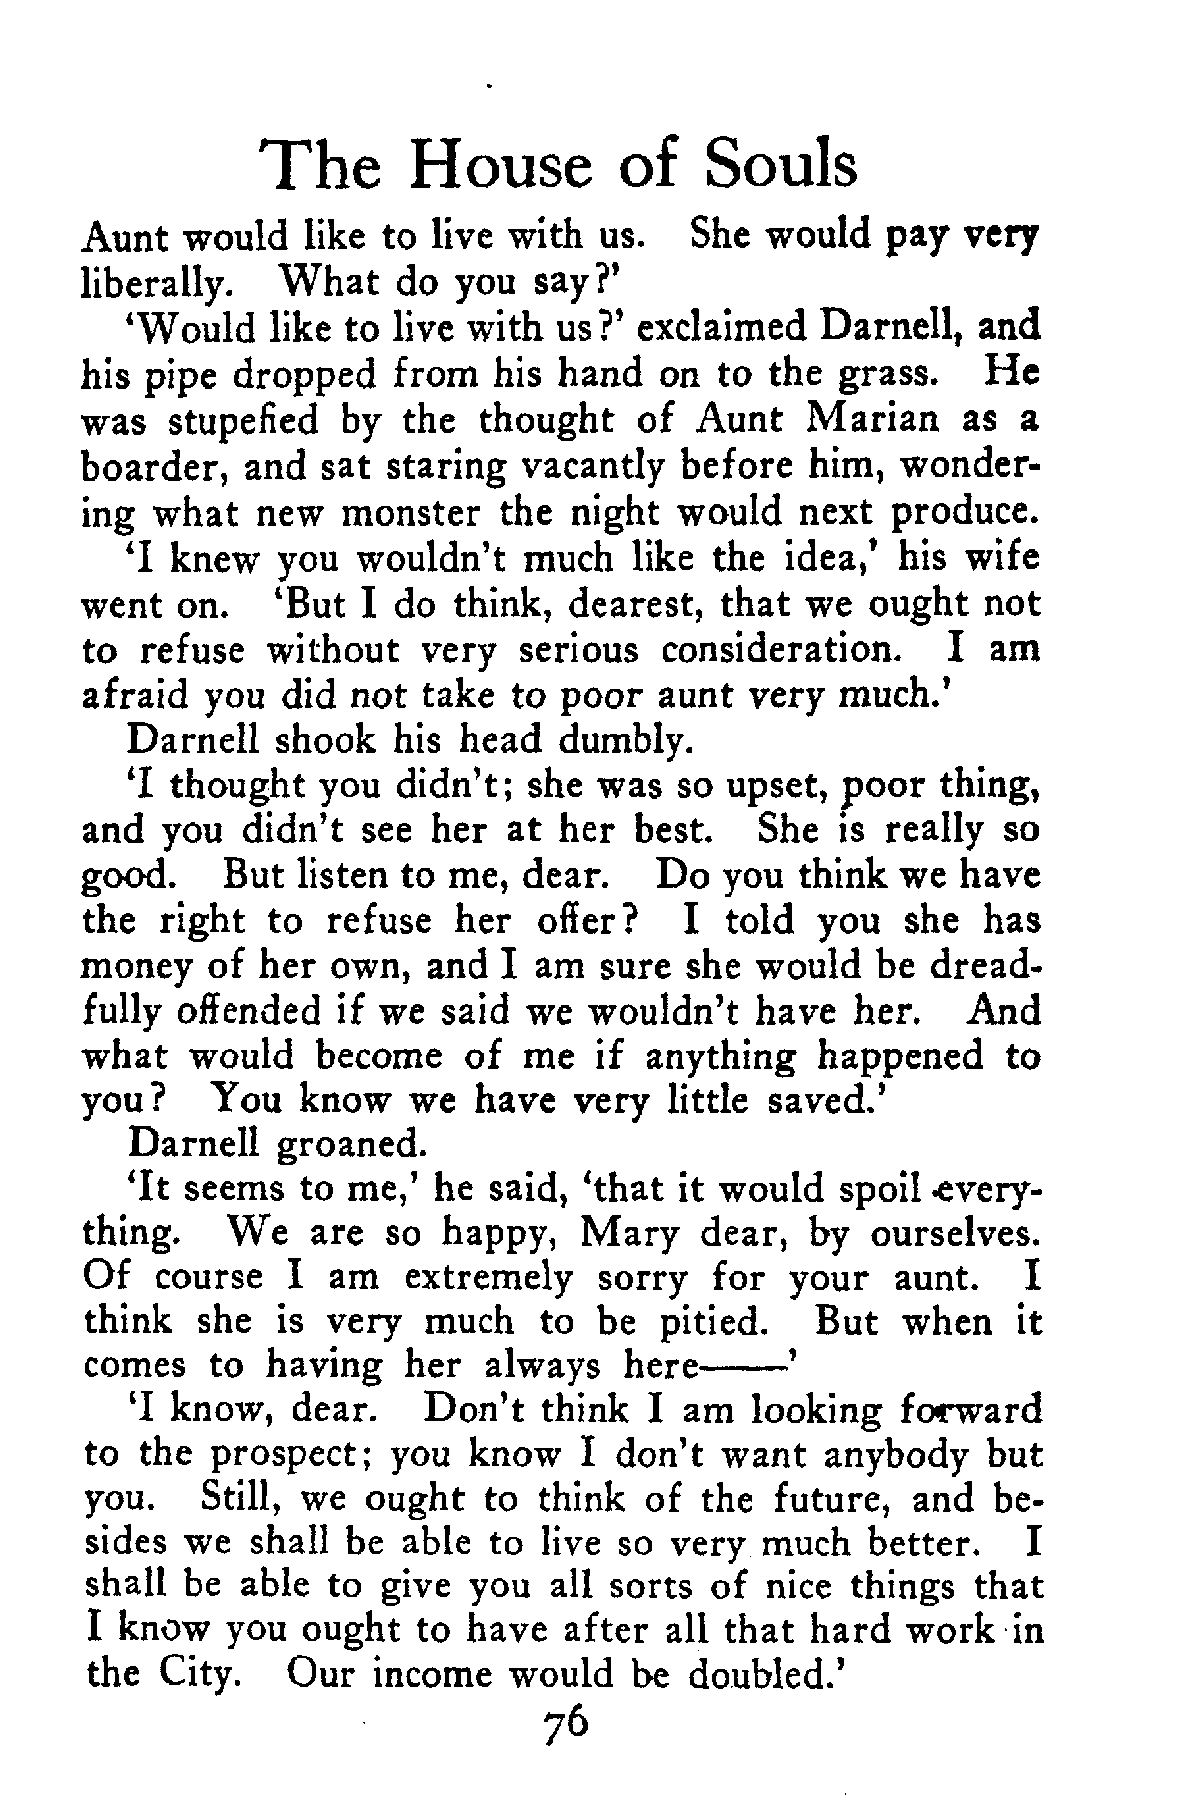 The House of Souls
Aunt would like to live with us. She would pay very
liberally. What do you say?’
‘Would like to live with us?’ exclaimed Darnell, and
his pipe dropped from his hand on to the grass. He
was stupefied by the thought of Aunt Marian as a
boarder, and sat staring vacantly before him, wonder-
ing what new monster the night would next produce.
‘I knew you wouldn’t much like the idea,’ his wife
went on. ‘But I do think, dearest, that we ought not
to refuse without very serious consideration. I am
afraid you did not take to poor aunt very much.’
Darnell shook his head dumbly.
‘I thought you didn’t; she was so upset, poor thing,
and you didn’t see her at her best. She is really so
good. But listen to me, dear. Do you think we have
the right to refuse her offer? I told you she has
money of her own, and I am sure she would be dread-
fully offended if we said we wouldn’t have her. And
what would become of me if anything happened to
you? You know we have very little saved.’
Darnell groaned.
‘It seems to me,’ he said, ‘that it would spoil every-
thing. We are so happy, Mary dear, by ourselves.
Of course I am extremely sorry for your aunt. I
think she is very much to be pitied. But when it
comes to having her always here——’
‘I know, dear. Don’t think I am looking forward
to the prospect; you know I don’t want anybody but
you. Still, we ought to think of the future, and be-
sides we shall be able to live so very much better. I
shall be able to give you all sorts of nice things that
I know you ought to have after all that hard work in
the City. Our income would be doubled.’
76